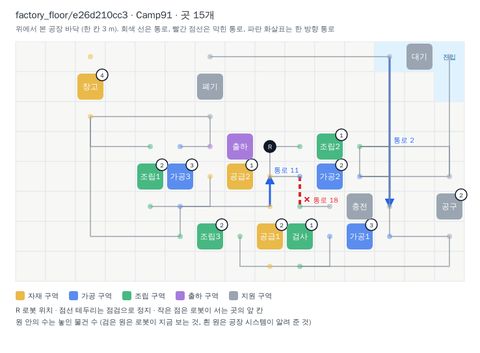 factory_floor/e26d210cc3 · Camp91 · 곳 15개
위에서 본 공장 바닥 (한 칸 3 m). 회색 선은 통로, 빨간 점선은 막힌 통로, 파란 화살표는 한 방향 통로
대기
진입
창고 4
폐기
통로 2
출하
R
조립2 1
통로 11
조립1 2
가공3 3
공급2 1
가공2 2
✕ 통로 18
충전
공구 2
조립3 2
공급1 2
검사 1
가공1 3
자재 구역
가공 구역
조립 구역
출하 구역
지원 구역
R 로봇 위치 · 점선 테두리는 점검으로 정지 · 작은 점은 로봇이 서는 곳의 앞 칸
원 안의 수는 놓인 물건 수 (검은 원은 로봇이 지금 보는 것, 흰 원은 공장 시스템이 알려 준 것)